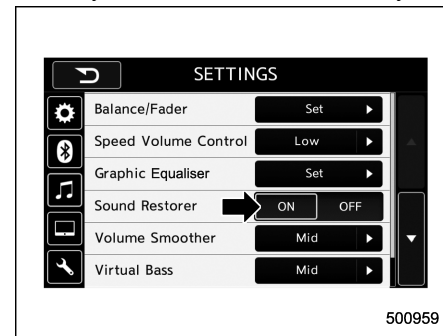 SETTINGS
Balance/Fader Set
Speed Volume Control Low
Graphic Equaliser Set
Sound Restorer ON OFF
Volume Smoother Mid
Virtual Bass Mid
500959